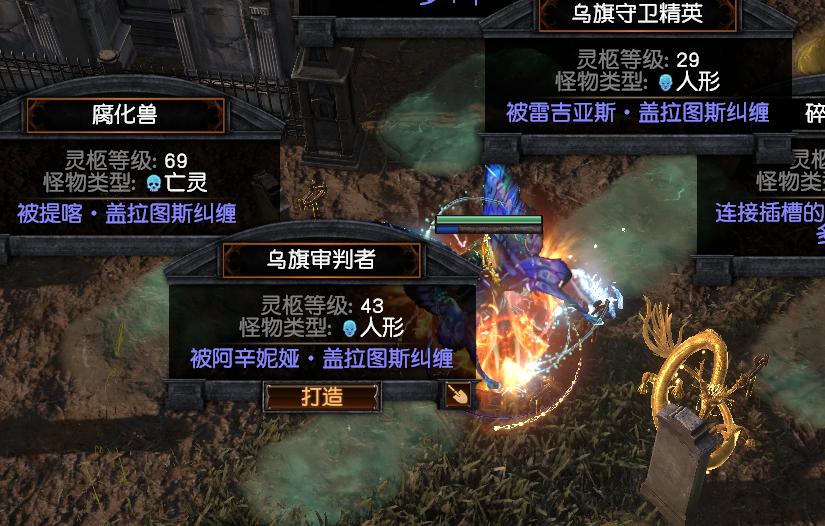 乌旗守卫精英
灵柩等级: 29
怪物类型: 人形
被雷吉亚斯·盖拉图斯纠缠
腐化兽
灵柩等级: 69
怪物类型: 亡灵
被提喀·盖拉图斯纠缠
碎
灵柩
怪物类
连接插槽的
乌旗审判者
灵柩等级: 43
怪物类型: 人形
被阿辛妮娅·盖拉图斯纠缠
打造